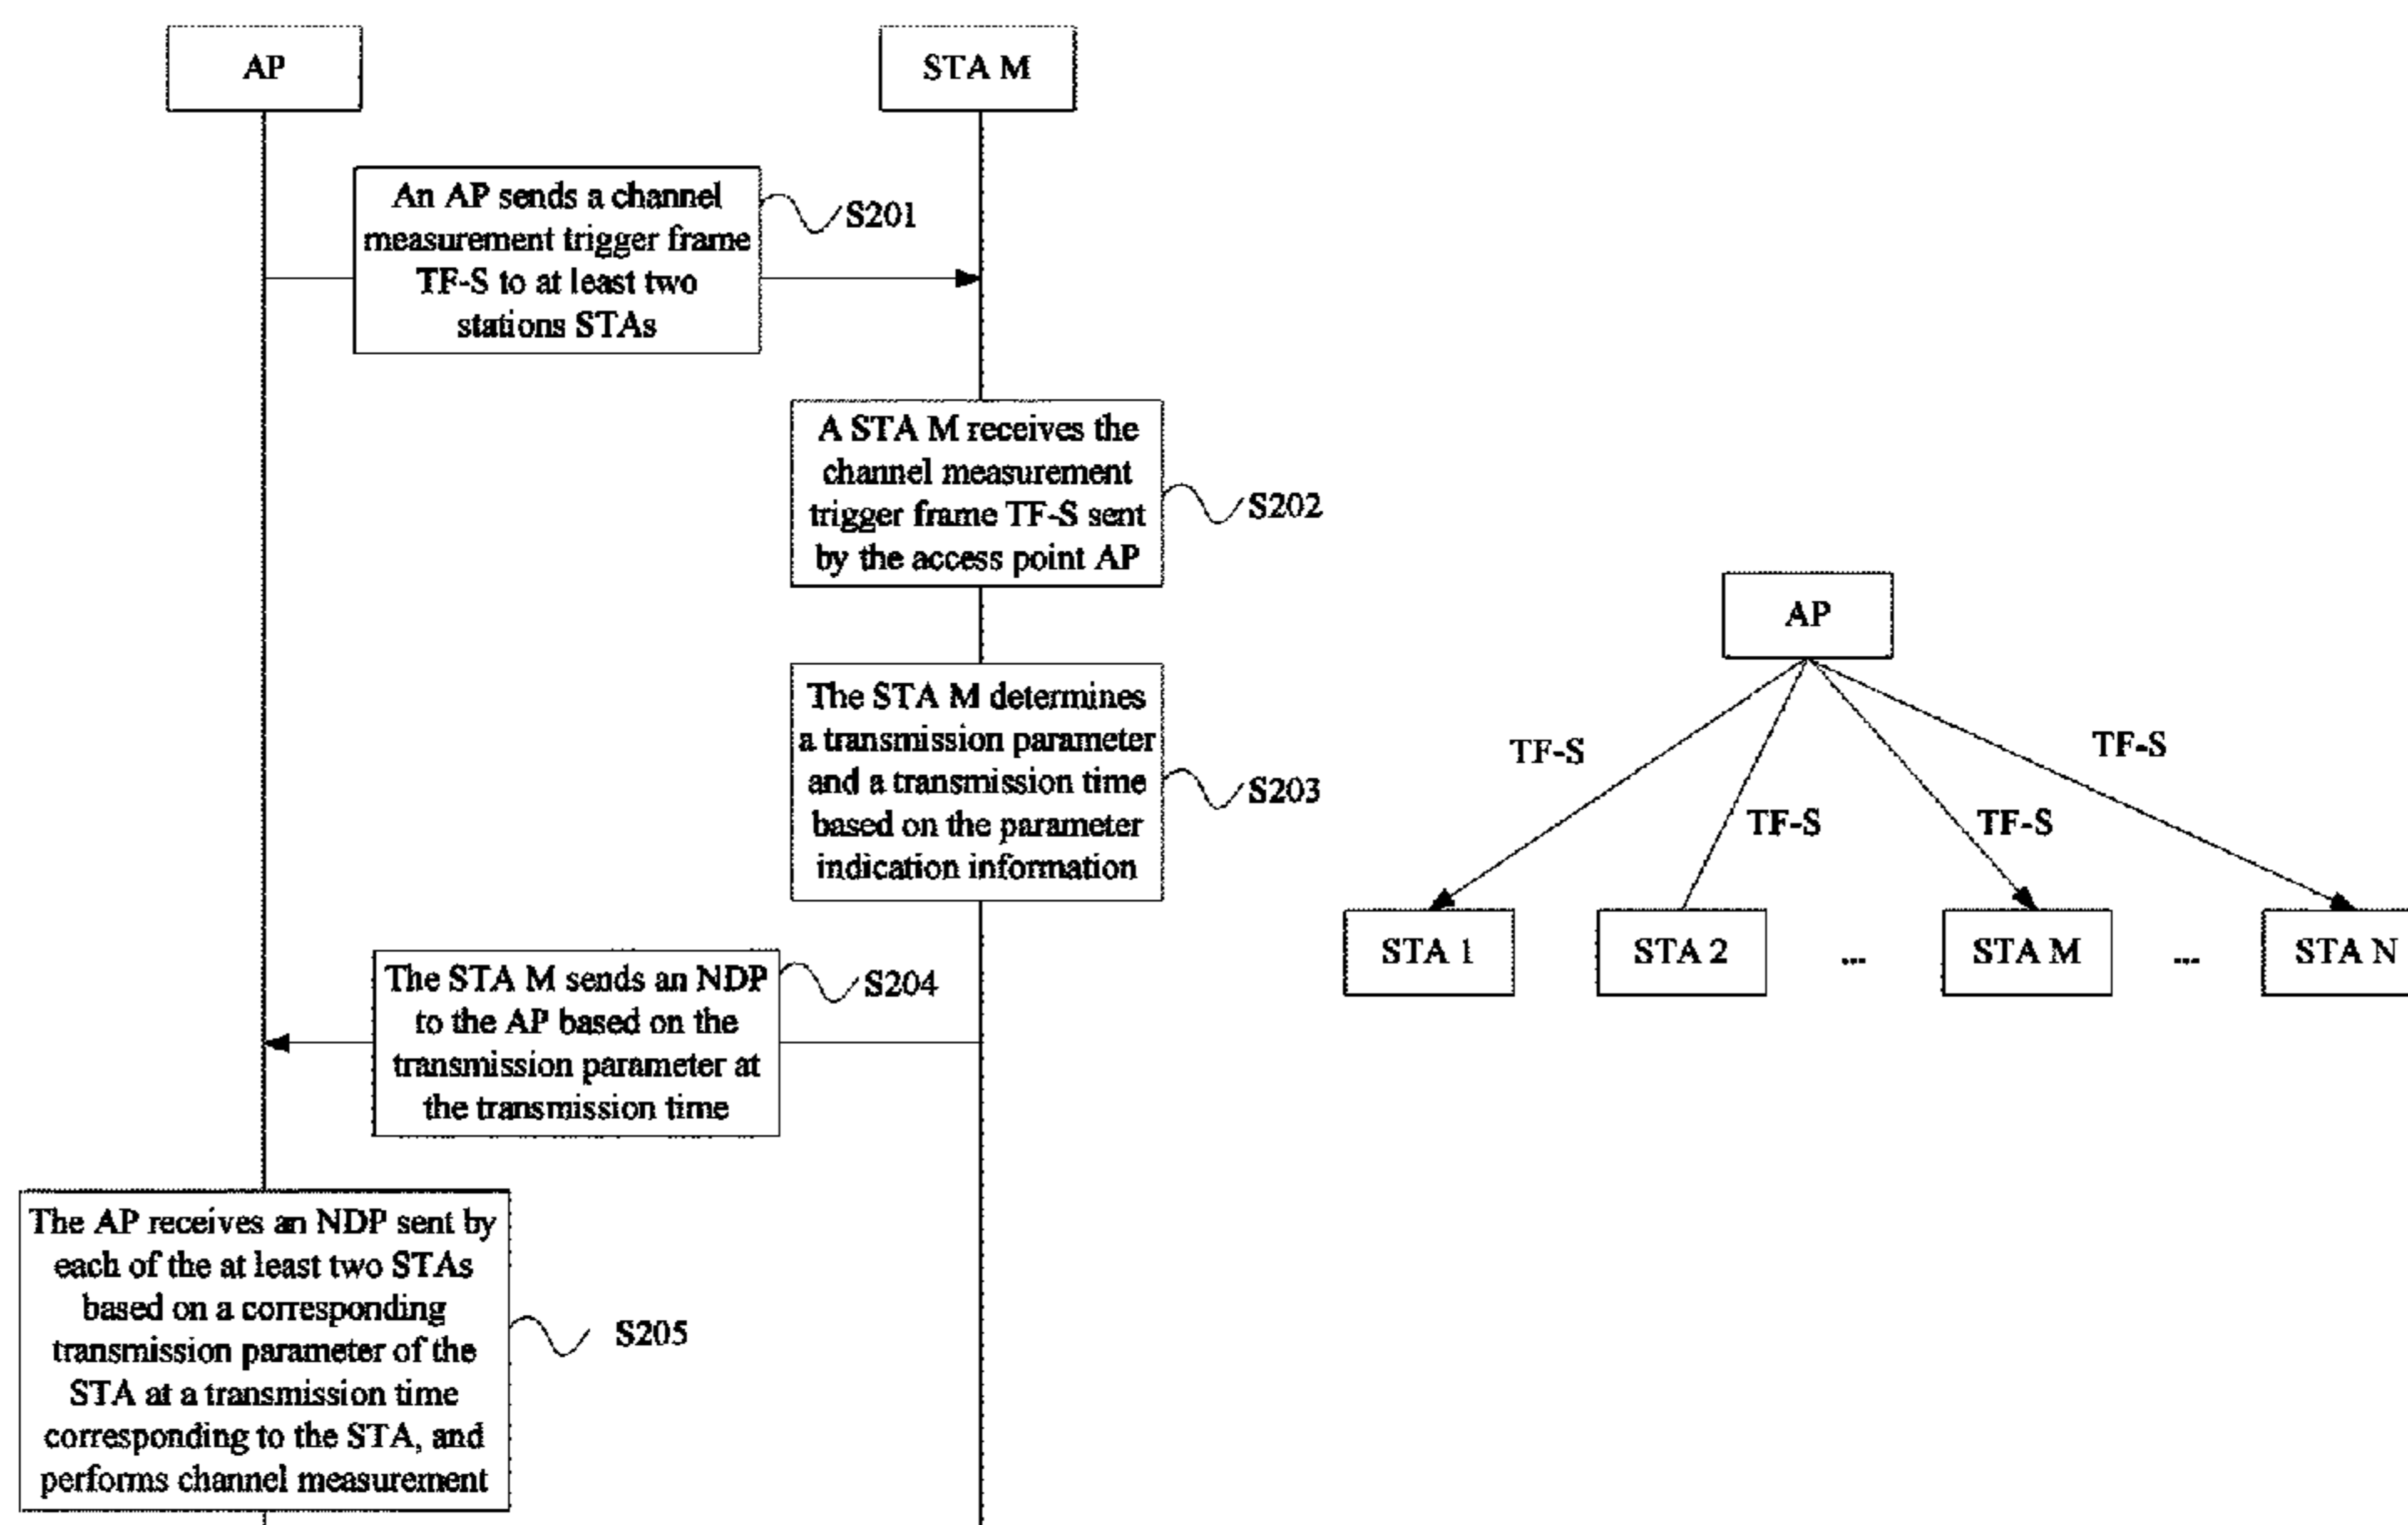 AP
STA M
An AP sends a channel
measurement trigger frame
TF-S to at least two
stations STAs
S201
A STA M receives the
channel measurement
trigger frame TF-S sent
by the access point AP
S202
The STA M determines
a transmission parameter
and a transmission time
based on the parameter
indication information
S203
The STA M sends an NDP
to the AP based on the
transmission parameter at
the transmission time
S204
The AP receives an NDP sent by
each of the at least two STAs
based on a corresponding
transmission parameter of the
STA at a transmission time
corresponding to the STA, and
performs channel measurement
S205
AP
TF-S
TF-S
TF-S
TF-S
STA 1
STA 2
...
STA M
...
STA N